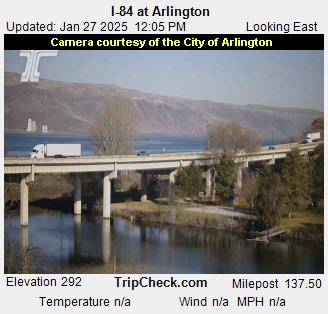 I-84 at Arlington
Updated: Jan 27 2025 12:05 PM Looking East
Camera courtesy of the City of Arlington
Elevation 292 TripCheck.com Milepost 137.50
Temperature n/a Wind n/a MPH n/a